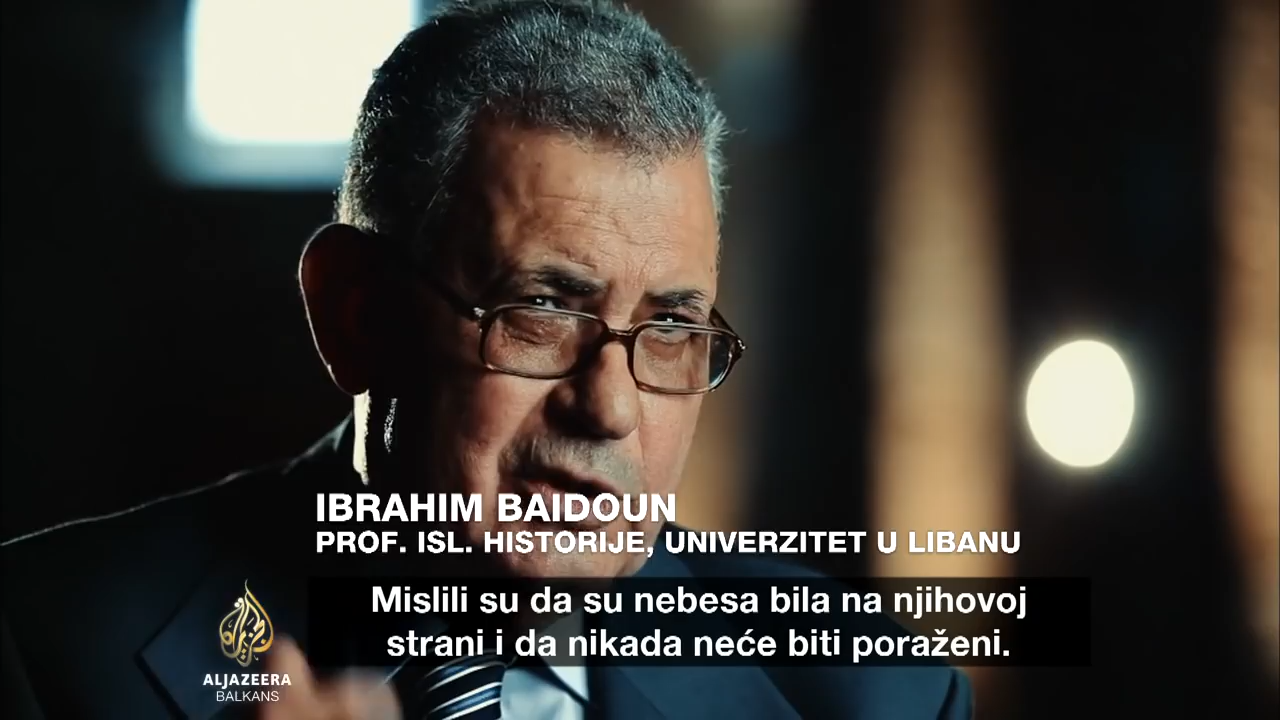 IBRAHIM BAIDOUN
PROF. ISL. HISTORIJE, UNIVERZITET U LIBANU
Mislili su da su nebesa bila na njihovoj
strani i da nikada neće biti poraženi.
ALJAZEERA
BALKANS